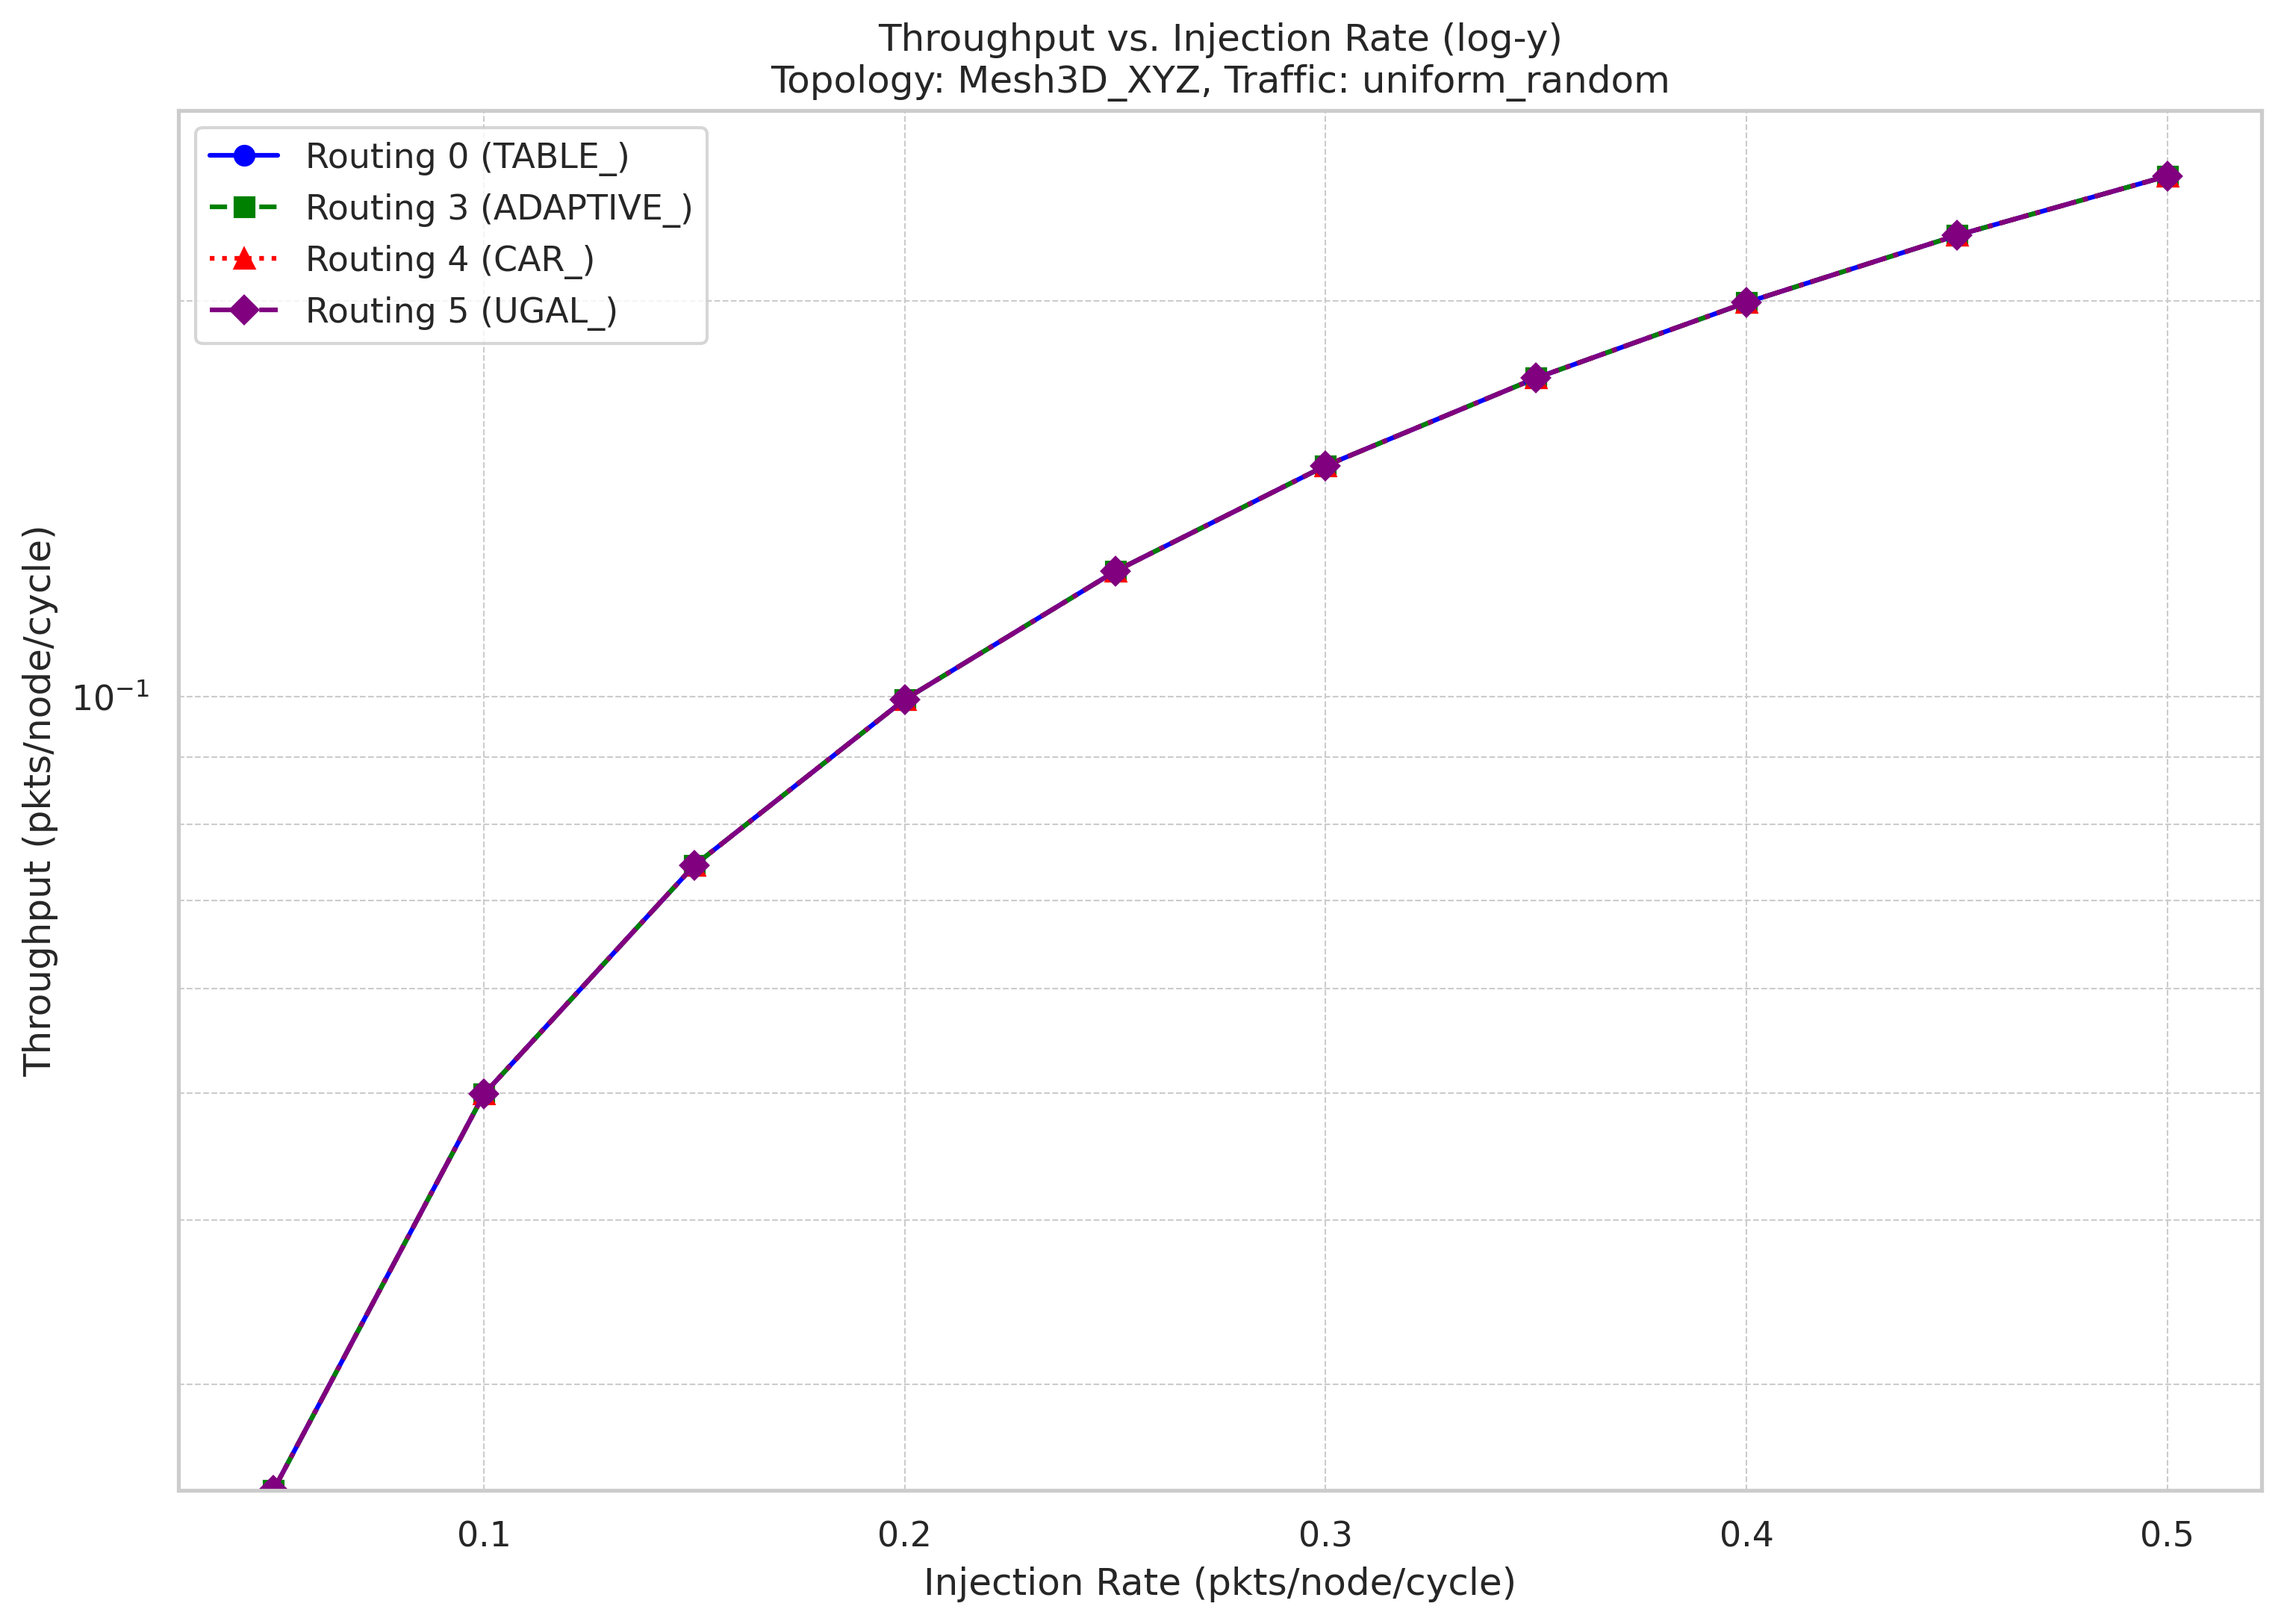 Throughput vs. Injection Rate (log-y)
Topology: Mesh3D_XYZ, Traffic: uniform_random
Routing 0 (TABLE_)
Routing 3 (ADAPTIVE_)
Routing 4 (CAR_)
Routing 5 (UGAL_)
Throughput (pkts/node/cycle)
10⁻¹
0.1 0.2 0.3 0.4 0.5
Injection Rate (pkts/node/cycle)